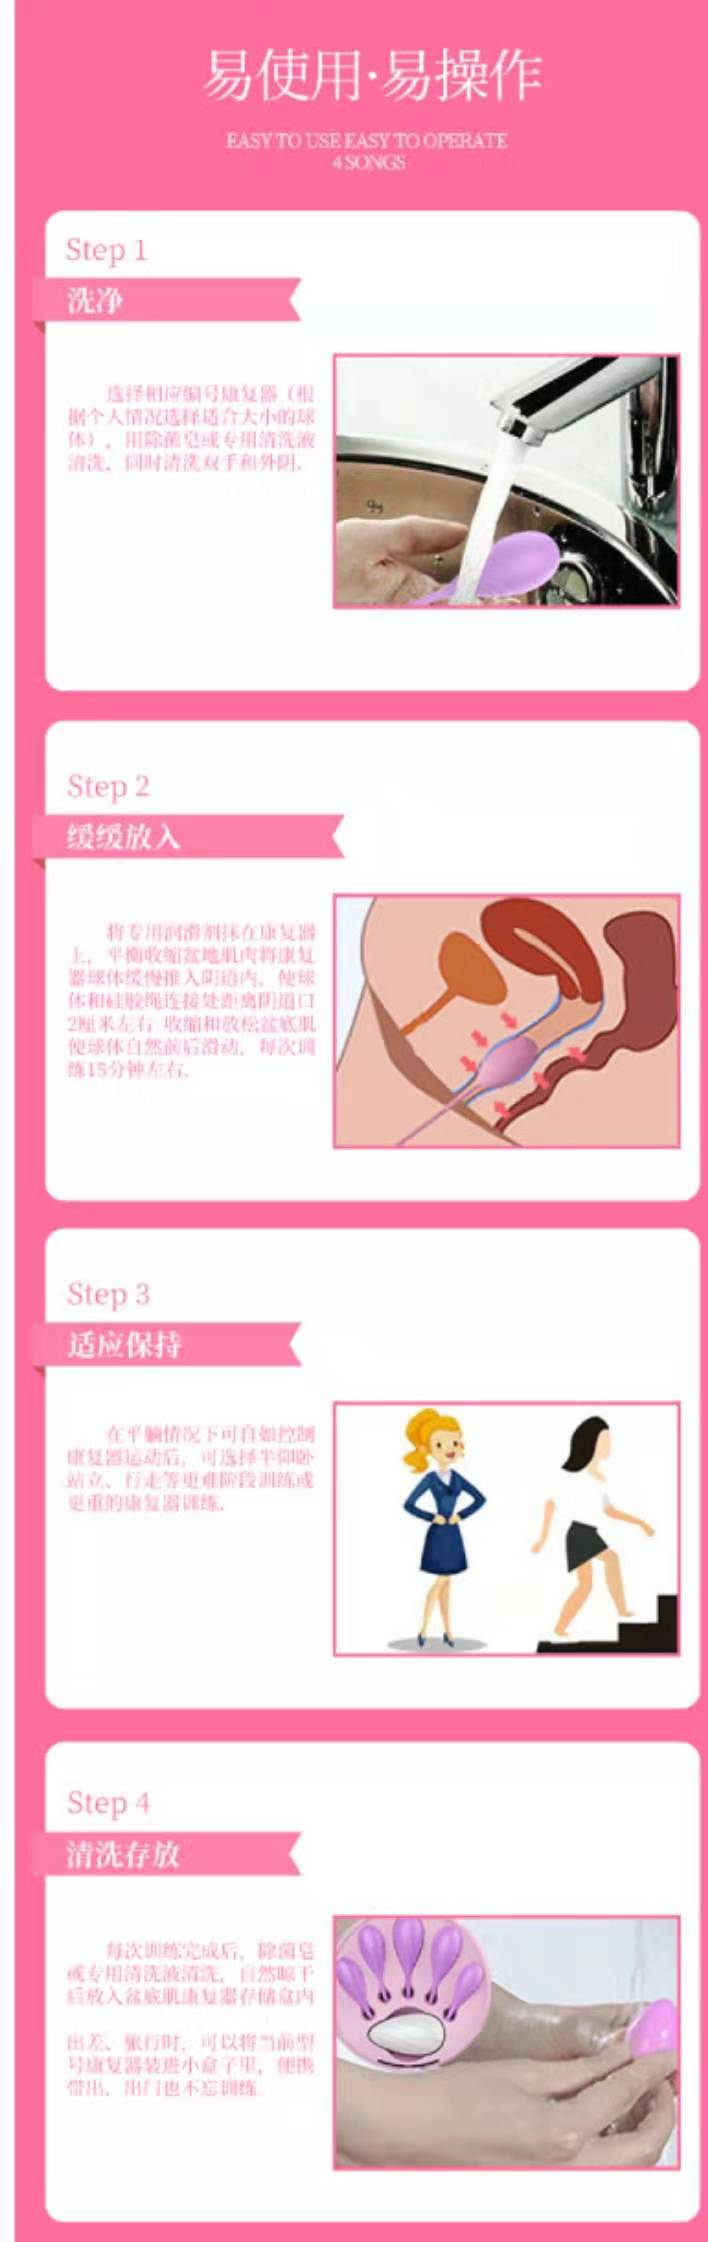 易使用·易操作
EASY TO USE EASY TO OPERATE
4 SONGS
Step 1
洗净
选择相应编号康复器（根
据个人情况选择适合大小的球
体），用除菌皂或专用清洗液
清洗，同时清洗双手和外阴.
Step 2
缓缓放入
将专用润滑剂抹在康复器
上，平衡收缩盆地肌肉将康复
器球体缓慢推入阴道内，使球
体和硅胶绳连接处距离阴道口
2厘米左右 收缩和放松盆底肌
使球体自然前后滑动，每次训
练15分钟左右.
Step 3
适应保持
在平躺情况下可自如控制
康复器运动后，可选择半仰卧
站立、行走等更难阶段训练或
更重的康复器训练.
Step 4
清洗存放
每次训练完成后，除菌皂
或专用清洗液清洗，自然晾干
后放入盆底肌康复器存储盒内
出差、旅行时，可以将当前型
号康复器装进小盒子里，便携
带出、出门也不忘训练.